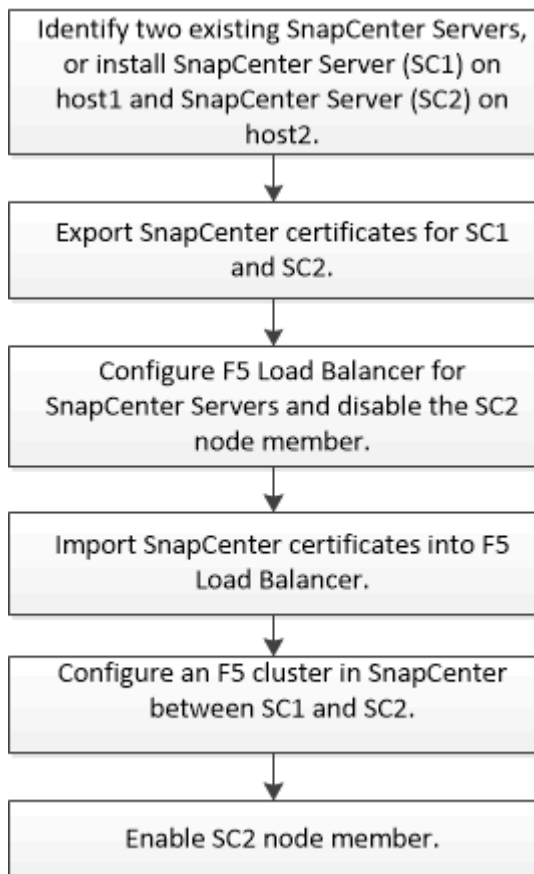 Identify two existing SnapCenter Servers,
or install SnapCenter Server (SC1) on
host1 and SnapCenter Server (SC2) on
host2.
Export SnapCenter certificates for SC1
and SC2.
Configure F5 Load Balancer for
SnapCenter Servers and disable the SC2
node member.
Import SnapCenter certificates into F5
Load Balancer.
Configure an F5 cluster in SnapCenter
between SC1 and SC2.
Enable SC2 node member.